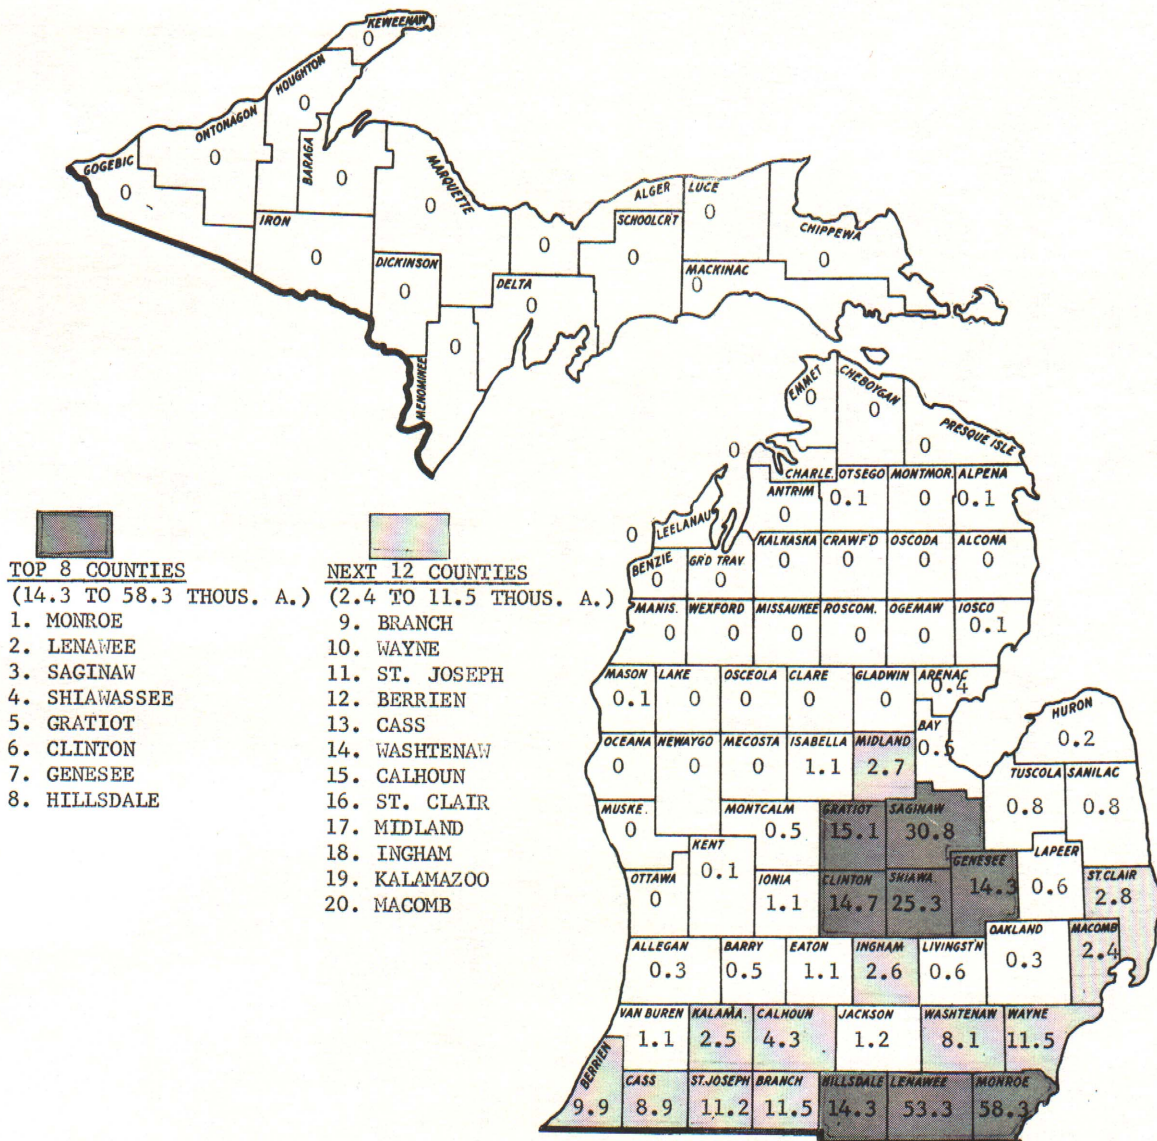 KEWEENAW
0
HOUGHTON
0
ONTONAGON
0
GOGEBIC
0
BARAGA
0
MARQUETTE
0
IRON
0
DICKINSON
0
MENOMINEE
0
DELTA
0
ALGER
0
SCHOOLCRT
0
LUCE
0
CHIPPEWA
0
MACKINAC
0
TOP 8 COUNTIES
(14.3 TO 58.3 THOUS. A.)
1. MONROE
2. LENAWEE
3. SAGINAW
4. SHIAWASSEE
5. GRATIOT
6. CLINTON
7. GENESEE
8. HILLSDALE
NEXT 12 COUNTIES
(2.4 TO 11.5 THOUS. A.)
9. BRANCH
10. WAYNE
11. ST. JOSEPH
12. BERRIEN
13. CASS
14. WASHTENAW
15. CALHOUN
16. ST. CLAIR
17. MIDLAND
18. INGHAM
19. KALAMAZOO
20. MACOMB
EMMET
0
CHEBOYGAN
0
PRESQUE ISLE
0
0
CHARLE. OTSEGO MONTMOR. ALPENA
0.1 0 0.1
ANTRIM
0
0 LEELANAU
KALKASKA CRAWF'D OSCODA ALCONA
0 0 0 0
BENZIE GR'D TRAV
0 0
MANIS. WEXFORD MISSAUKEE ROSCOM. OGEMAW IOSCO
0 0 0 0 0 0.1
MASON LAKE OSCEOLA CLARE GLADWIN ARENAC
0.1 0 0 0 0 0.4
HURON
0.2
BAY
0.5
OCEANA NEWAYGO MECOSTA ISABELLA MIDLAND
0 0 0 1.1 2.7
TUSCOLA SANILAC
0.8 0.8
MUSKE. MONTCALM GRATIOT SAGINAW
0 0.5 15.1 30.8
KENT
0.1
GENESEE LAPEER
14.3 0.6
OTTAWA IONIA CLINTON SHIAWA. ST.CLAIR
0 1.1 14.7 25.3 2.8
OAKLAND MACOMB
0.3 2.4
ALLEGAN BARRY EATON INGHAM LIVINGST'N
0.3 0.5 1.1 2.6 0.6
VAN BUREN KALAMA. CALHOUN JACKSON WASHTENAW WAYNE
1.1 2.5 4.3 1.2 8.1 11.5
BERRIEN CASS ST.JOSEPH BRANCH HILLSDALE LENAWEE MONROE
9.9 8.9 11.2 11.5 14.3 53.3 58.3